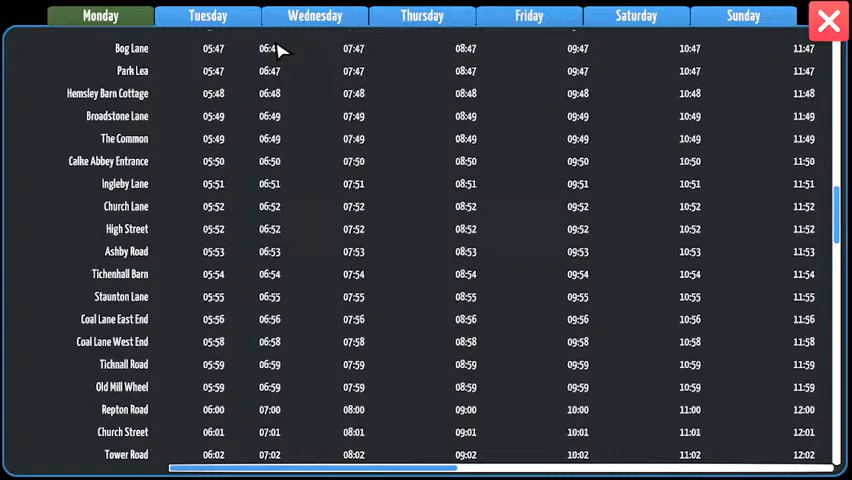 Monday Tuesday Wednesday Thursday Friday Saturday Sunday
Bog Lane 05:47 06:4 07:47 08:47 09:47 10:47 11:47
Park Lea 05:47 06:47 07:47 08:47 09:47 10:47 11:47
Hemsley Barn Cottage 05:48 06:48 07:48 08:48 09:48 10:48 11:48
Broadstone Lane 05:49 06:49 07:49 08:49 09:49 10:49 11:49
The Common 05:49 06:49 07:49 08:49 09:49 10:49 11:49
Calke Abbey Entrance 05:50 06:50 07:50 08:50 09:50 10:50 11:50
Ingleby Lane 05:51 06:51 07:51 08:51 09:51 10:51 11:51
Church Lane 05:52 06:52 07:52 08:52 09:52 10:52 11:52
High Street 05:52 06:52 07:52 08:52 09:52 10:52 11:52
Ashby Road 05:53 06:53 07:53 08:53 09:53 10:53 11:53
Tichenhall Barn 05:54 06:54 07:54 08:54 09:54 10:54 11:54
Staunton Lane 05:55 06:55 07:55 08:55 09:55 10:55 11:55
Coal Lane East End 05:56 06:56 07:56 08:56 09:56 10:56 11:56
Coal Lane West End 05:58 06:58 07:58 08:58 09:58 10:58 11:58
Ticknall Road 05:59 06:59 07:59 08:59 09:59 10:59 11:59
Old Mill Wheel 05:59 06:59 07:59 08:59 09:59 10:59 11:59
Repton Road 06:00 07:00 08:00 09:00 10:00 11:00 12:00
Church Street 06:01 07:01 08:01 09:01 10:01 11:01 12:01
Tower Road 06:02 07:02 08:02 09:02 10:02 11:02 12:02